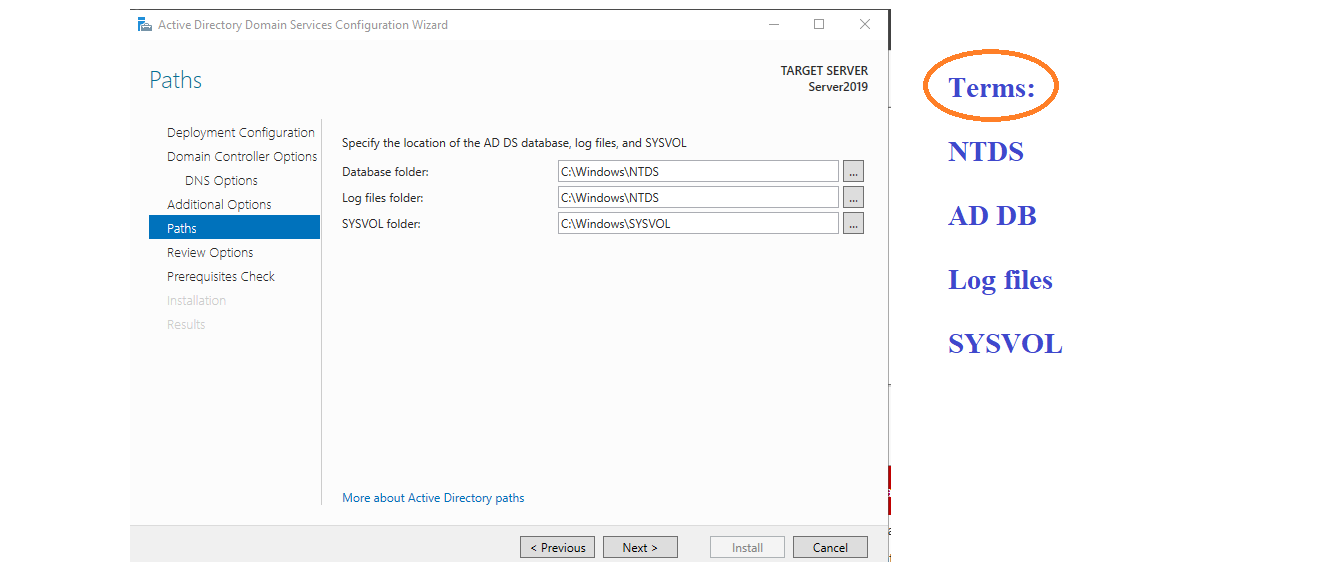 Active Directory Domain Services Configuration Wizard
Paths
TARGET SERVER
Server2019
Deployment Configuration
Domain Controller Options
DNS Options
Additional Options
Paths
Review Options
Prerequisites Check
Installation
Results
Specify the location of the AD DS database, log files, and SYSVOL
Database folder: C:\Windows\NTDS ...
Log files folder: C:\Windows\NTDS ...
SYSVOL folder: C:\Windows\SYSVOL ...
More about Active Directory paths
< Previous Next > Install Cancel
Terms:
NTDS
AD DB
Log files
SYSVOL